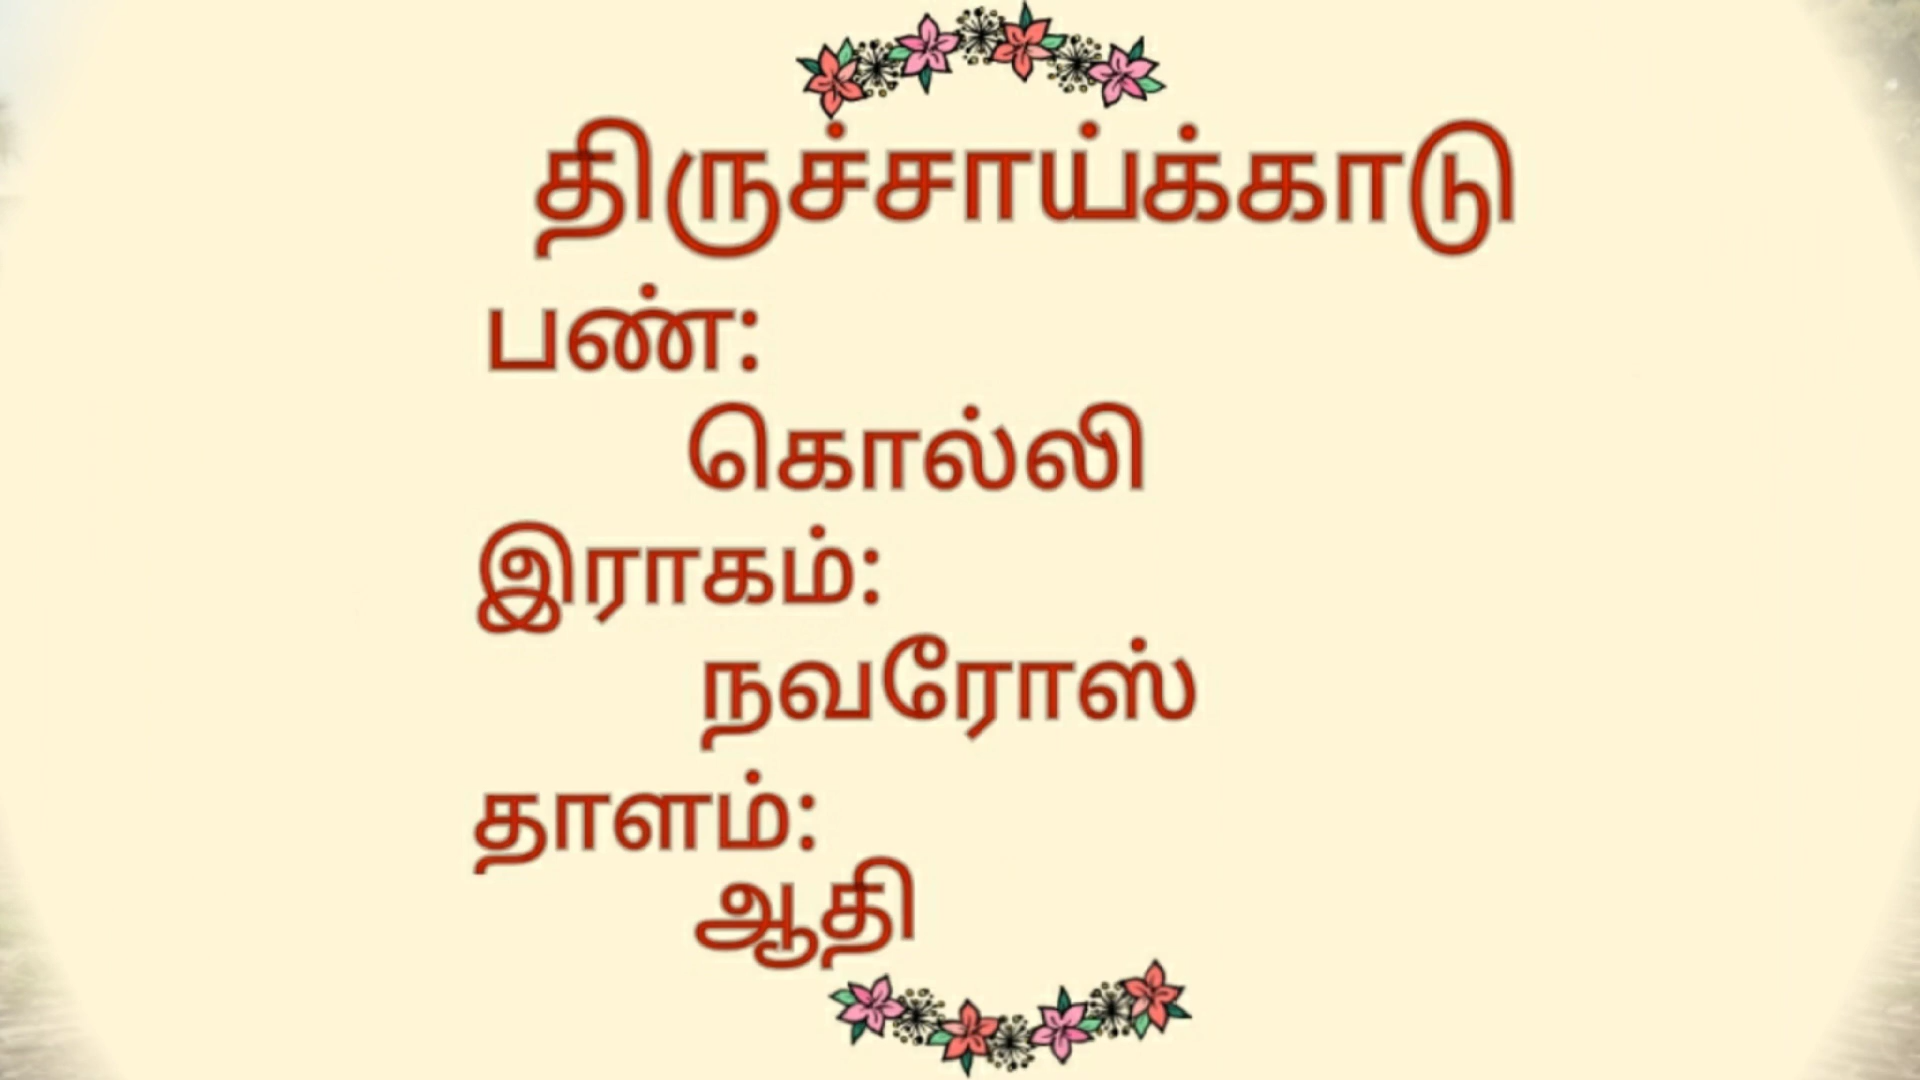 திருச்சாய்க்காடு
பண்:
கொல்லி
இராகம்:
நவரோஸ்
தாளம்:
ஆதி